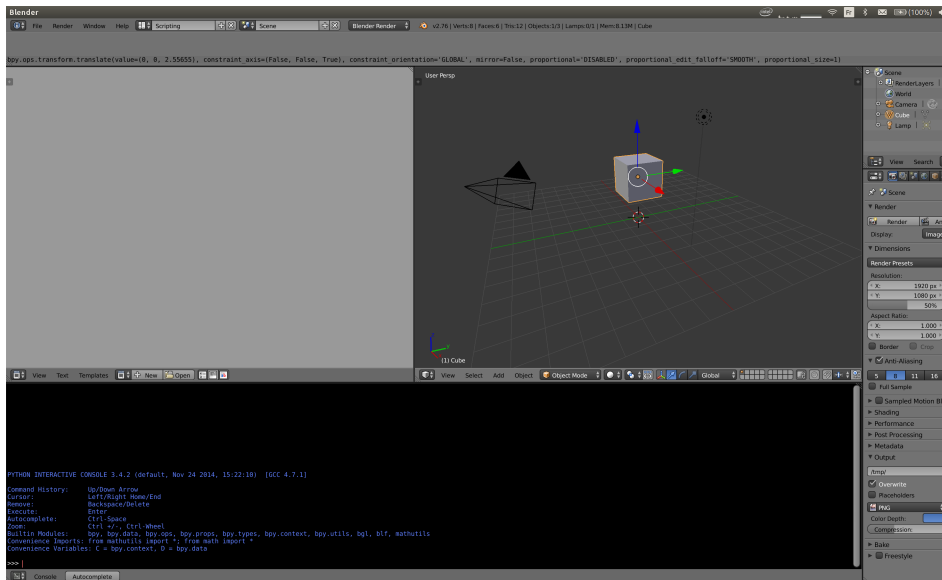 Blender
Fr
(100%)
File Render Window Help Scripting Scene Blender Render v2.76 | Verts:8 | Faces:6 | Tris:12 | Objects:1/3 | Lamps:0/1 | Mem:8.13M | Cube
bpy.ops.transform.translate(value=(0, 0, 2.55655), constraint_axis=(False, False, True), constraint_orientation='GLOBAL', mirror=False, proportional='DISABLED', proportional_edit_falloff='SMOOTH', proportional_size=1)
User Persp
(1) Cube
View Text Templates New Open
View Select Add Object Object Mode Global
PYTHON INTERACTIVE CONSOLE 3.4.2 (default, Nov 24 2014, 15:22:10) [GCC 4.7.1]
Command History: Up/Down Arrow
Cursor: Left/Right Home/End
Remove: Backspace/Delete
Execute: Enter
Autocomplete: Ctrl-Space
Zoom: Ctrl +/-, Ctrl-Wheel
Builtin Modules: bpy, bpy.data, bpy.ops, bpy.props, bpy.types, bpy.context, bpy.utils, bgl, blf, mathutils
Convenience Imports: from mathutils import *; from math import *
Convenience Variables: C = bpy.context, D = bpy.data
>>>
Console Autocomplete
Scene
RenderLayers
World
Camera
Cube
Lamp
View Search
Scene
Render
Render An
Display: Image
Dimensions
Render Presets
Resolution:
X: 1920 px
Y: 1080 px
50%
Aspect Ratio:
X: 1.000
Y: 1.000
Border Crop
Anti-Aliasing
5 8 11 16
Full Sample
Sampled Motion Bl
Shading
Performance
Post Processing
Metadata
Output
/tmp/
Overwrite
Placeholders
PNG
Color Depth:
Compression:
Bake
Freestyle